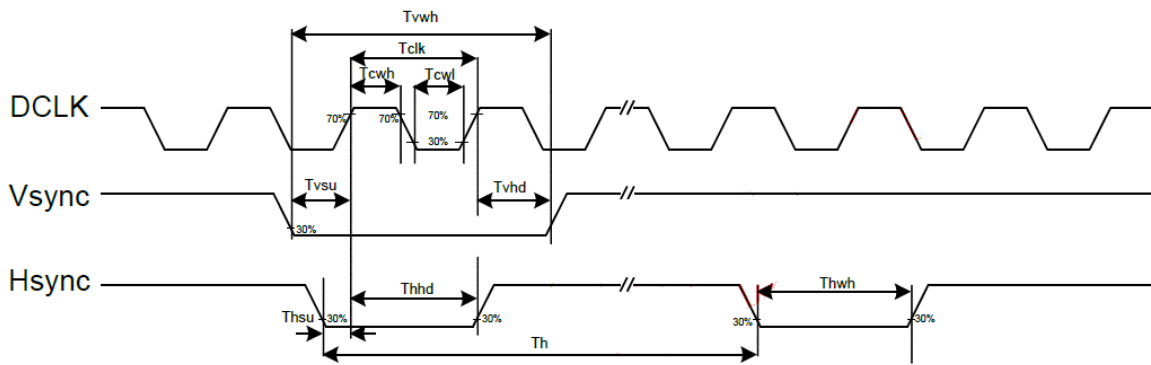 Tvwh
Tclk
Tcwh Tcwl
DCLK 70% 70% 70%
30%
Tvsu Tvhd
Vsync
30%
Hsync
Thhd Thwh
Thsu 30% 30% 30% 30%
Th